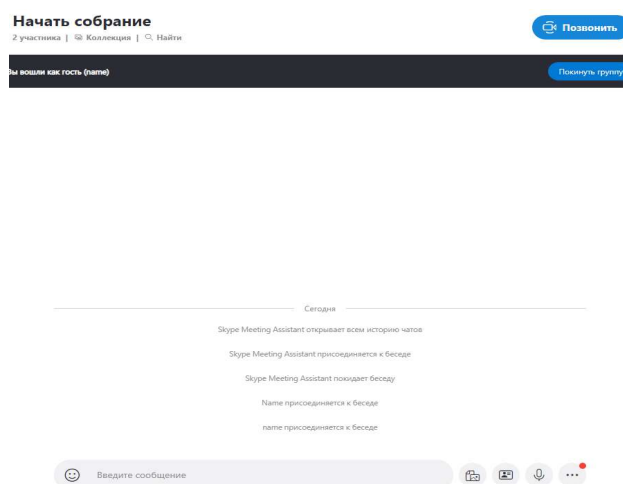 Начать собрание
Позвонить
2 участника | Коллекция | Найти
Вы вошли как гость (name)
Покинуть группу
Сегодня
Skype Meeting Assistant открывает всем историю чатов
Skype Meeting Assistant присоединяется к беседе
Skype Meeting Assistant покидает беседу
Name присоединяется к беседе
name присоединяется к беседе
Введите сообщение